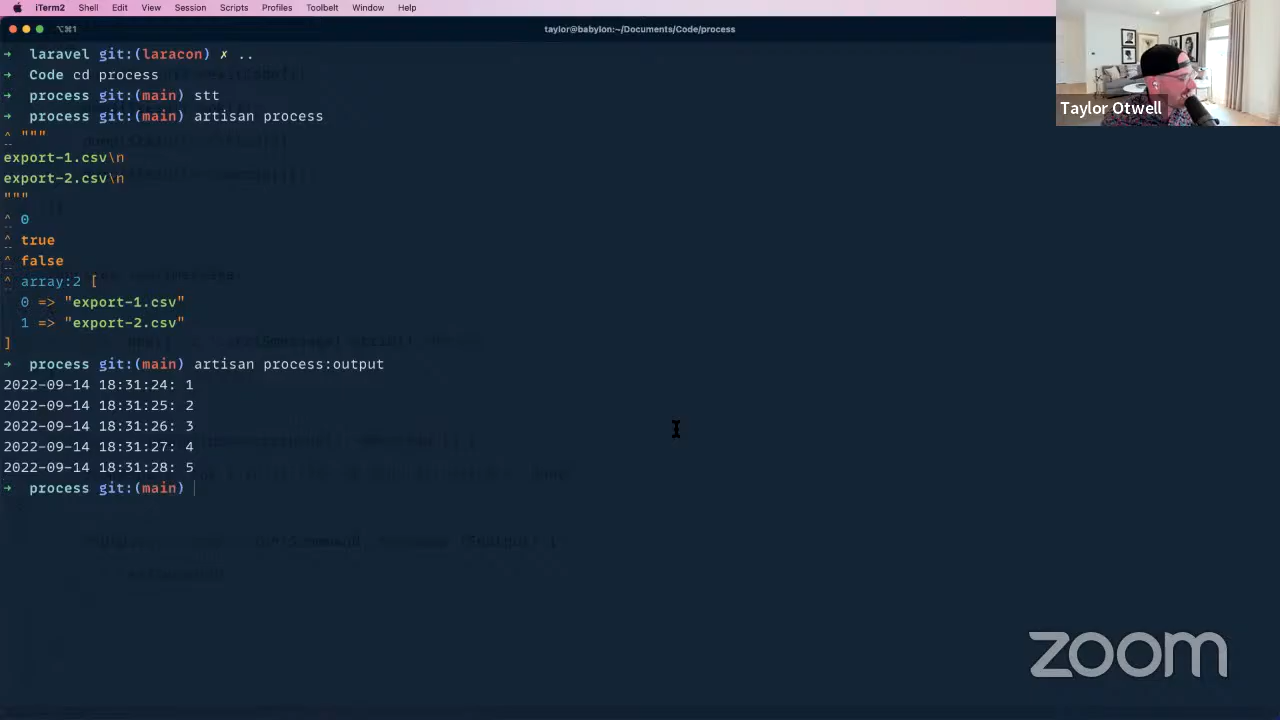 iTerm2 Shell Edit View Session Scripts Profiles Toolbelt Window Help
⌥⌘1 taylor@babylon:~/Documents/Code/process
→ laravel git:(laracon) ✗ ..
→ Code cd process
→ process git:(main) stt
→ process git:(main) artisan process
^ """
export-1.csv\n
export-2.csv\n
"""
^ 0
^ true
^ false
^ array:2 [
0 => "export-1.csv"
1 => "export-2.csv"
]
→ process git:(main) artisan process:output
2022-09-14 18:31:24: 1
2022-09-14 18:31:25: 2
2022-09-14 18:31:26: 3
2022-09-14 18:31:27: 4
2022-09-14 18:31:28: 5
→ process git:(main)
Taylor Otwell
zoom